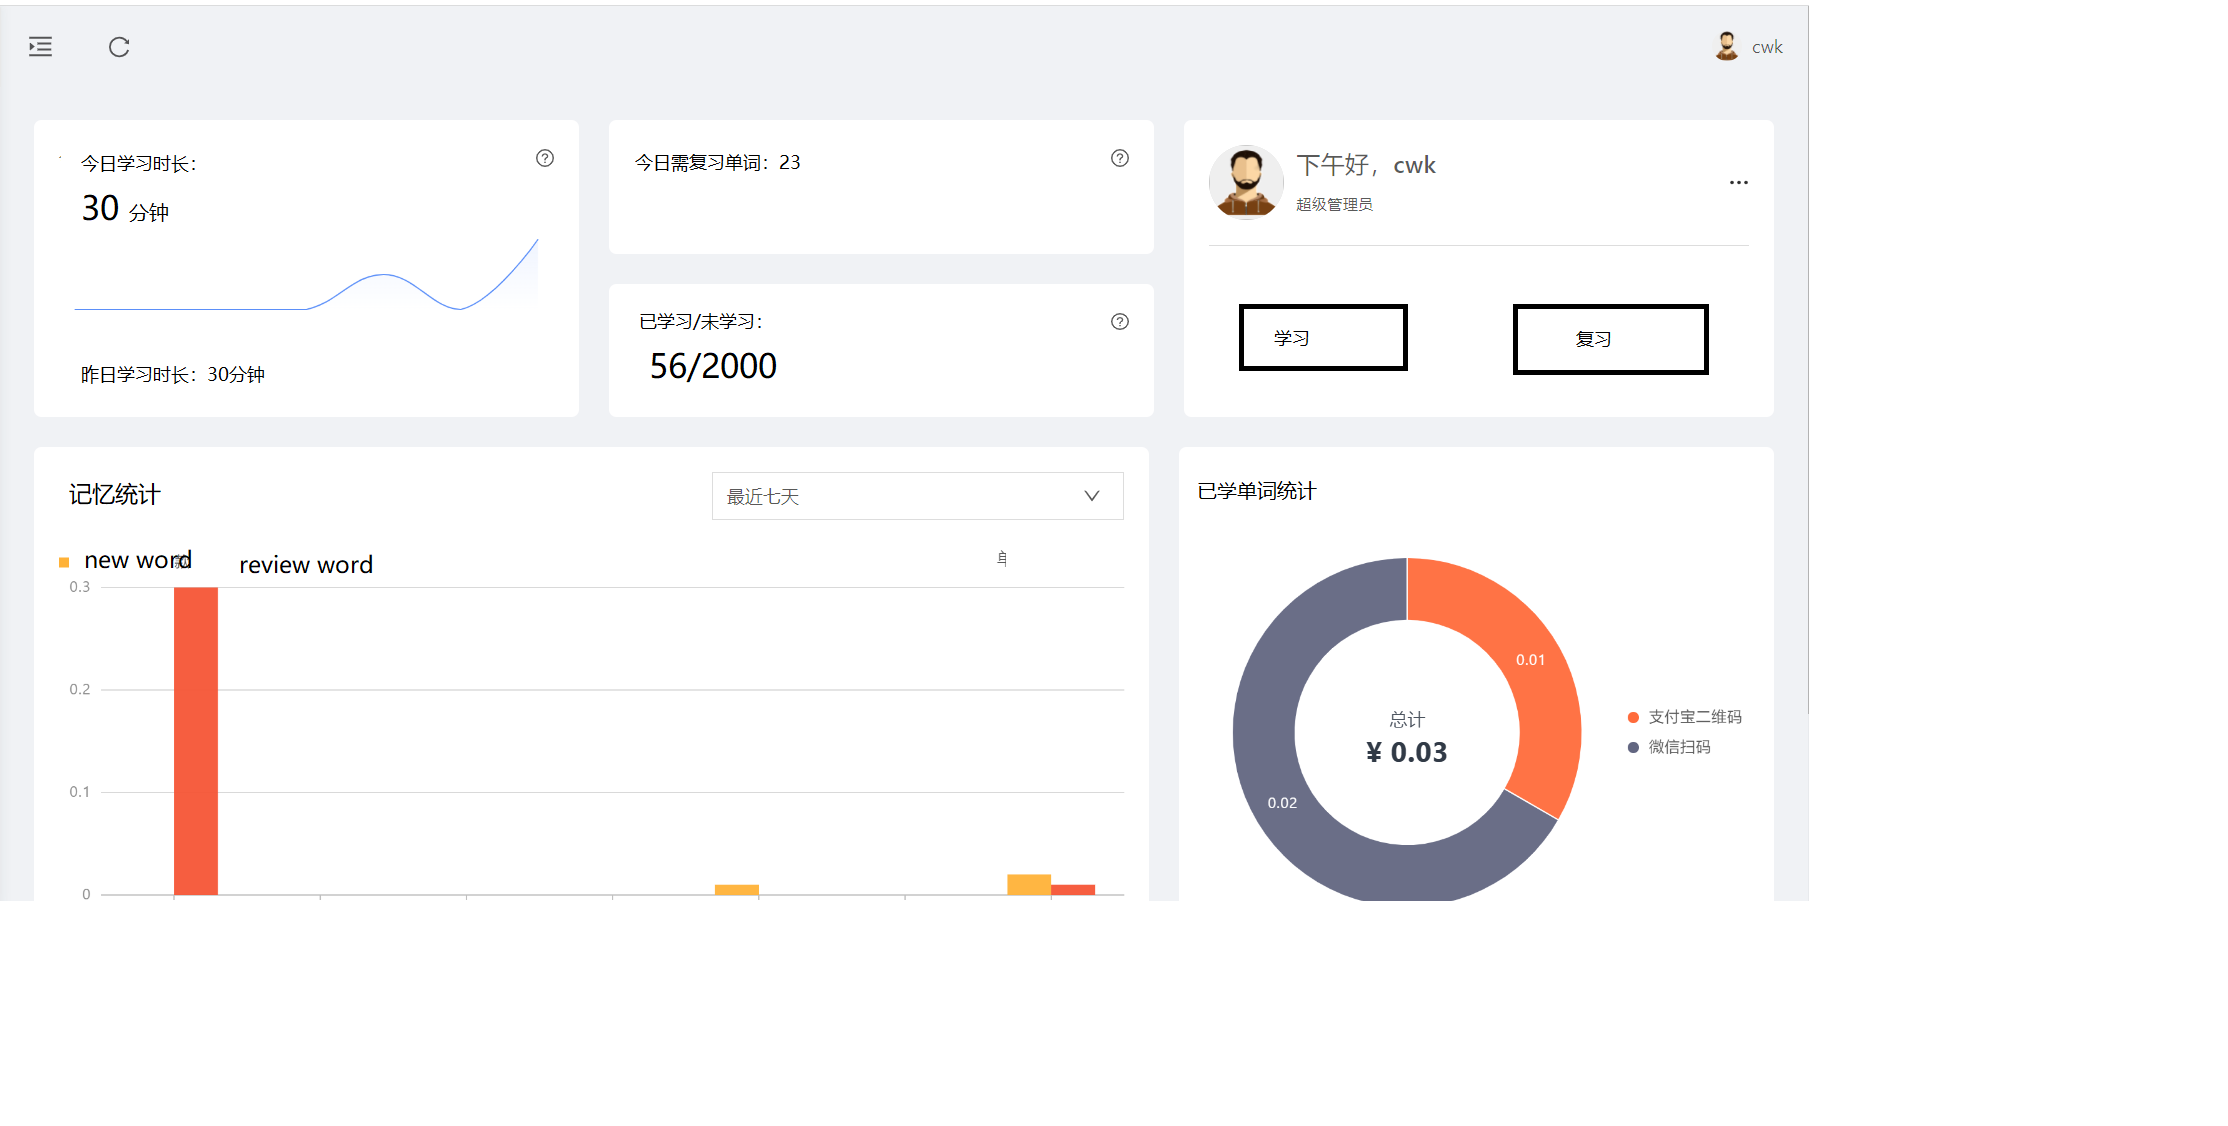 cwk
今日学习时长：
30 分钟
昨日学习时长：30分钟
今日需复习单词：23
已学习/未学习：
56/2000
下午好，cwk
超级管理员
学习
复习
记忆统计
最近七天
new word
review word
0.3
0.2
0.1
0
已学单词统计
0.01
0.02
总计
¥ 0.03
支付宝二维码
微信扫码